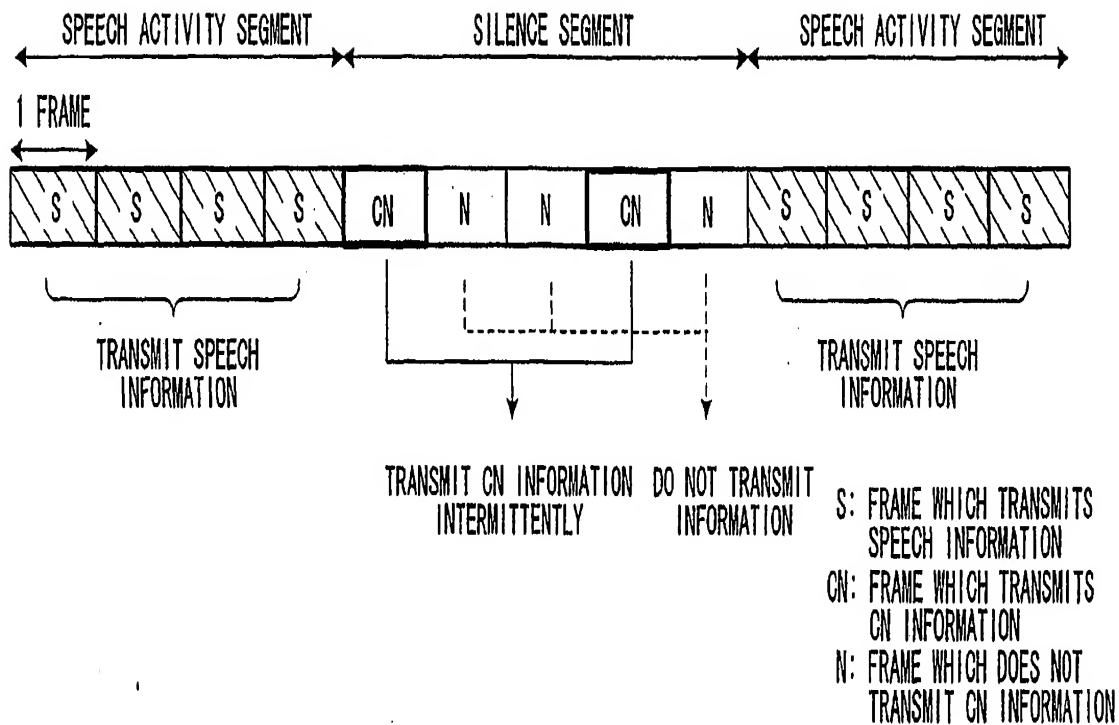 SPEECH ACTIVITY SEGMENT SILENCE SEGMENT SPEECH ACTIVITY SEGMENT
1 FRAME
S S S S CN N N CN N S S S S
TRANSMIT SPEECH
INFORMATION
TRANSMIT SPEECH
INFORMATION
TRANSMIT CN INFORMATION
INTERMITTENTLY
DO NOT TRANSMIT
INFORMATION
S: FRAME WHICH TRANSMITS
SPEECH INFORMATION
CN: FRAME WHICH TRANSMITS
CN INFORMATION
N: FRAME WHICH DOES NOT
TRANSMIT CN INFORMATION